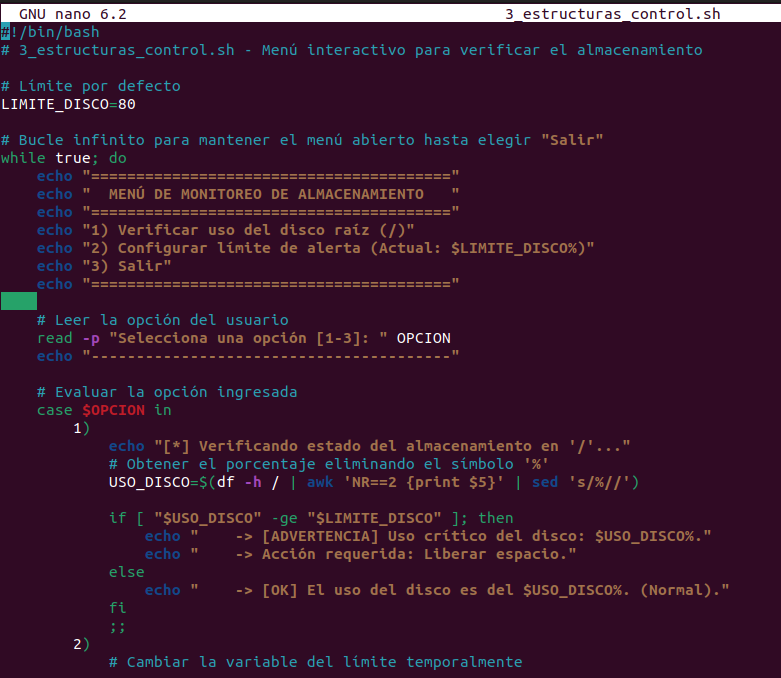 GNU nano 6.2                    3_estructuras_control.sh
#!/bin/bash
# 3_estructuras_control.sh - Menú interactivo para verificar el almacenamiento

# Límite por defecto
LIMITE_DISCO=80

# Bucle infinito para mantener el menú abierto hasta elegir "Salir"
while true; do
    echo "========================================"
    echo "  MENÚ DE MONITOREO DE ALMACENAMIENTO   "
    echo "========================================"
    echo "1) Verificar uso del disco raíz (/)"
    echo "2) Configurar límite de alerta (Actual: $LIMITE_DISCO%)"
    echo "3) Salir"
    echo "========================================"

    # Leer la opción del usuario
    read -p "Selecciona una opción [1-3]: " OPCION
    echo "----------------------------------------"

    # Evaluar la opción ingresada
    case $OPCION in
        1)
            echo "[*] Verificando estado del almacenamiento en '/'..."
            # Obtener el porcentaje eliminando el símbolo '%'
            USO_DISCO=$(df -h / | awk 'NR==2 {print $5}' | sed 's/%//')

            if [ "$USO_DISCO" -ge "$LIMITE_DISCO" ]; then
                echo "    -> [ADVERTENCIA] Uso crítico del disco: $USO_DISCO%."
                echo "    -> Acción requerida: Liberar espacio."
            else
                echo "    -> [OK] El uso del disco es del $USO_DISCO%. (Normal)."
            fi
            ;;
        2)
            # Cambiar la variable del límite temporalmente